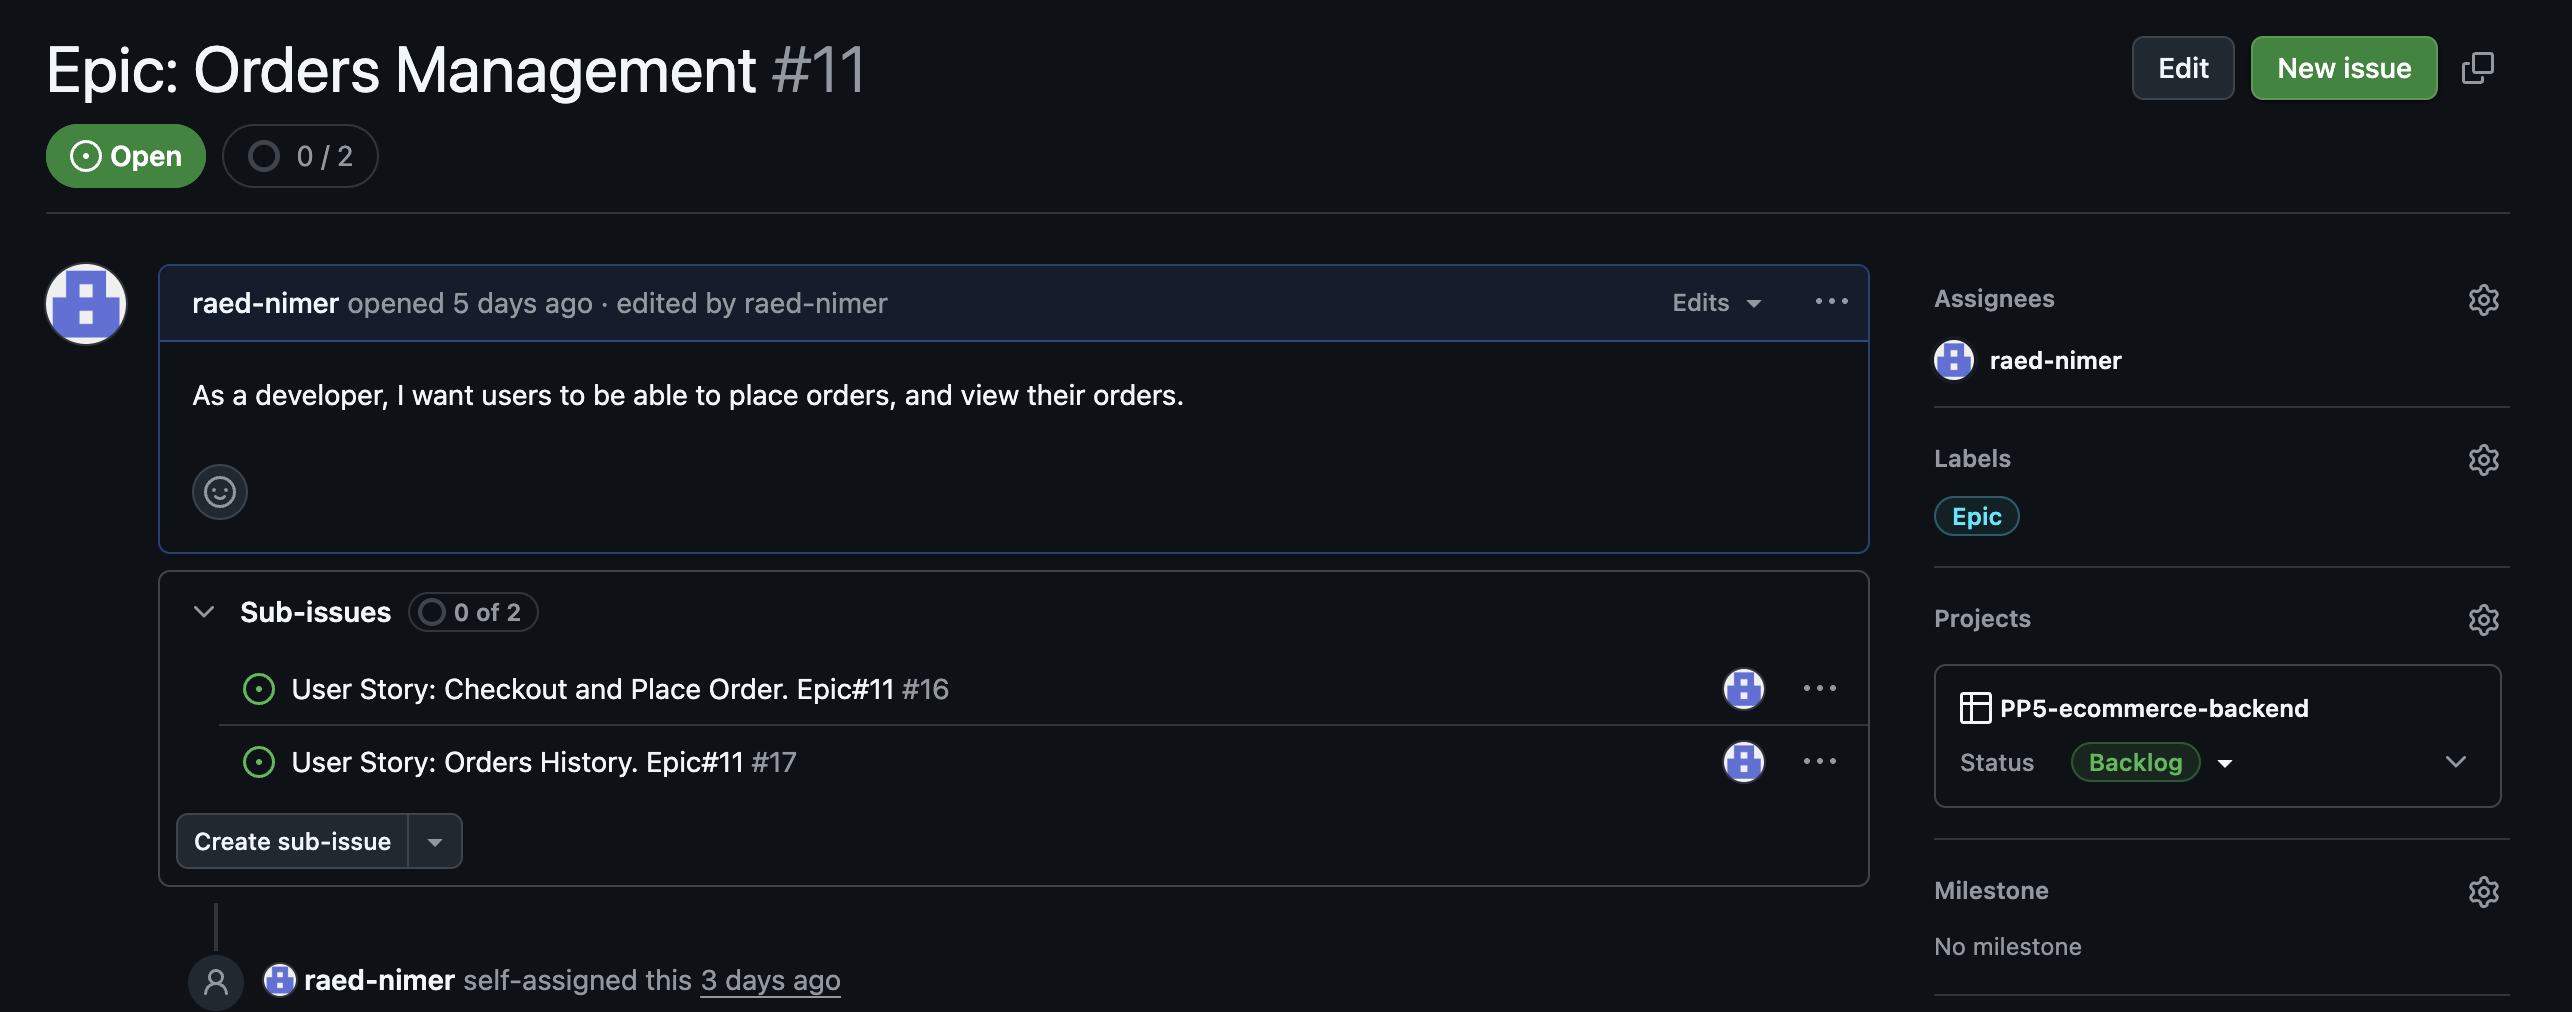 Epic: Orders Management #11
Edit
New issue
Open
0 / 2
raed-nimer opened 5 days ago · edited by raed-nimer
Edits
As a developer, I want users to be able to place orders, and view their orders.
Sub-issues
0 of 2
User Story: Checkout and Place Order. Epic#11 #16
User Story: Orders History. Epic#11 #17
Create sub-issue
raed-nimer self-assigned this 3 days ago
Assignees
raed-nimer
Labels
Epic
Projects
PP5-ecommerce-backend
Status
Backlog
Milestone
No milestone